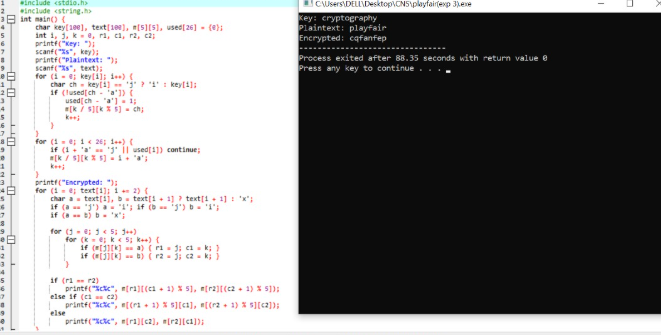 #include <stdio.h>
#include <string.h>
int main() {
char key[100], text[100], m[5][5], used[26] = {0};
int i, j, k = 0, r1, c1, r2, c2;
printf("Key: ");
scanf("%s", key);
printf("Plaintext: ");
scanf("%s", text);
for (i = 0; key[i]; i++) {
char ch = key[i] == 'j' ? 'i' : key[i];
if (!used[ch - 'a']) {
used[ch - 'a'] = 1;
m[k / 5][k % 5] = ch;
k++;
}
}
for (i = 0; i < 26; i++) {
if (i + 'a' == 'j' || used[i]) continue;
m[k / 5][k % 5] = i + 'a';
k++;
}
printf("Encrypted: ");
for (i = 0; text[i]; i += 2) {
char a = text[i], b = text[i + 1] ? text[i + 1] : 'x';
if (a == 'j') a = 'i'; if (b == 'j') b = 'i';
if (a == b) b = 'x';
for (j = 0; j < 5; j++)
for (k = 0; k < 5; k++) {
if (m[j][k] == a) { r1 = j; c1 = k; }
if (m[j][k] == b) { r2 = j; c2 = k; }
}
if (r1 == r2)
printf("%c%c", m[r1][(c1 + 1) % 5], m[r2][(c2 + 1) % 5]);
else if (c1 == c2)
printf("%c%c", m[(r1 + 1) % 5][c1], m[(r2 + 1) % 5][c2]);
else
printf("%c%c", m[r1][c2], m[r2][c1]);
C:\Users\DELL\Desktop\CNS\playfair(exp 3).exe
Key: cryptography
Plaintext: playfair
Encrypted: cqfanfep
--------------------------------
Process exited after 88.35 seconds with return value 0
Press any key to continue . . .